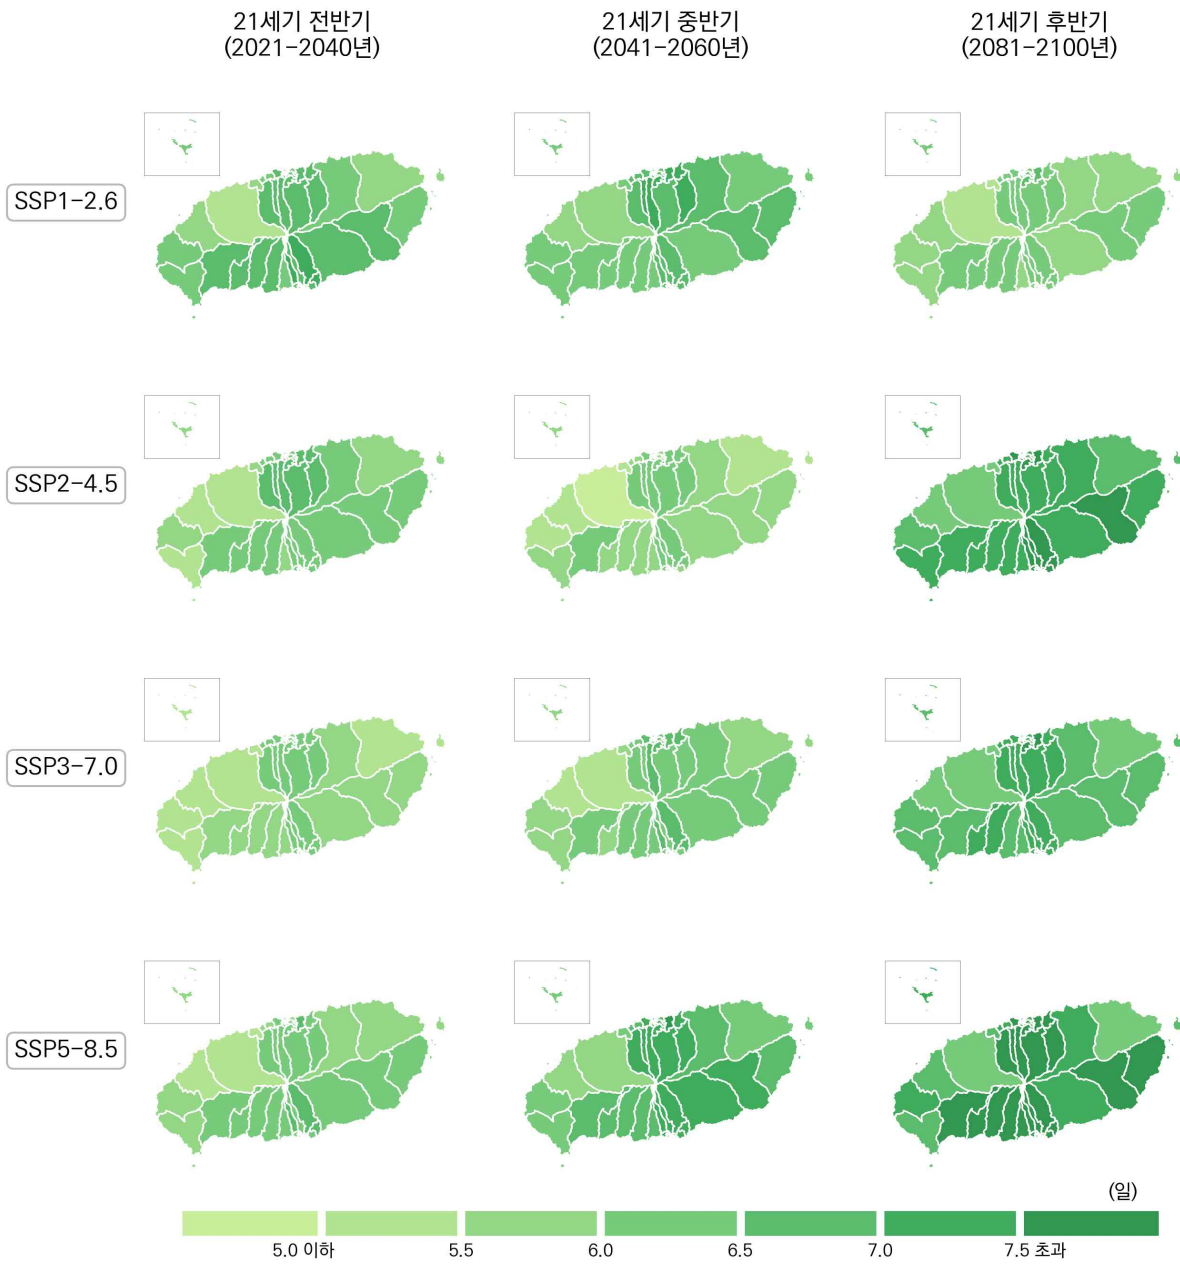 21세기 전반기
(2021-2040년)
21세기 중반기
(2041-2060년)
21세기 후반기
(2081-2100년)
SSP1-2.6
SSP2-4.5
SSP3-7.0
SSP5-8.5
(일)
5.0 이하 5.5 6.0 6.5 7.0 7.5 초과